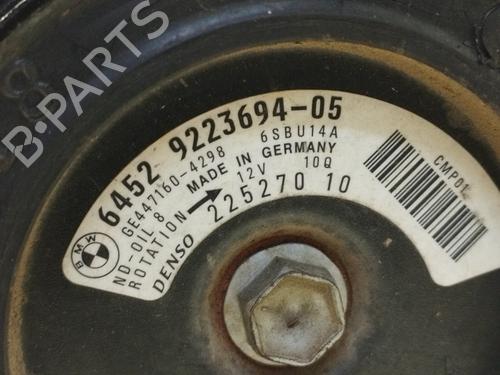 B-PARTS
BMW
6452 9223694-05
GE447160-4298 6SBU14A
ND-OIL 8 MADE IN GERMANY
ROTATION 12V 10Q
DENSO 225270 10
CMP01